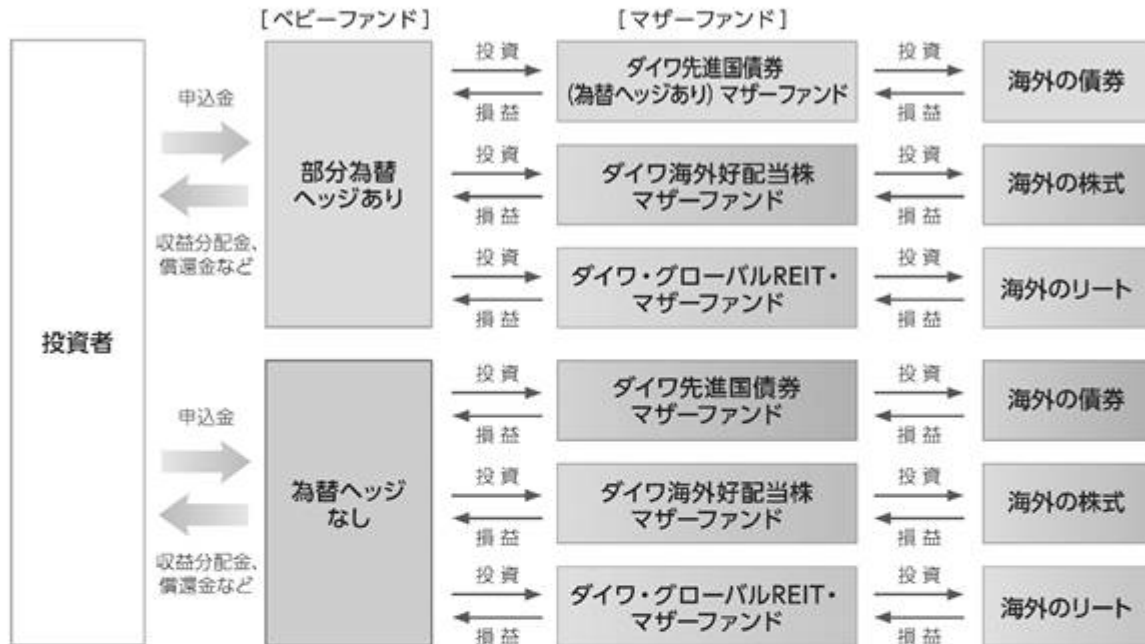 [ベビーファンド]
[マザーファンド]
投資者
申込金
収益分配金、
償還金など
部分為替
ヘッジあり
投資
損益
ダイワ先進国債券
(為替ヘッジあり) マザーファンド
投資
損益
海外の債券
投資
損益
ダイワ海外好配当株
マザーファンド
投資
損益
海外の株式
投資
損益
ダイワ・グローバルREIT・
マザーファンド
投資
損益
海外のリート
申込金
収益分配金、
償還金など
為替ヘッジ
なし
投資
損益
ダイワ先進国債券
マザーファンド
投資
損益
海外の債券
投資
損益
ダイワ海外好配当株
マザーファンド
投資
損益
海外の株式
投資
損益
ダイワ・グローバルREIT・
マザーファンド
投資
損益
海外のリート